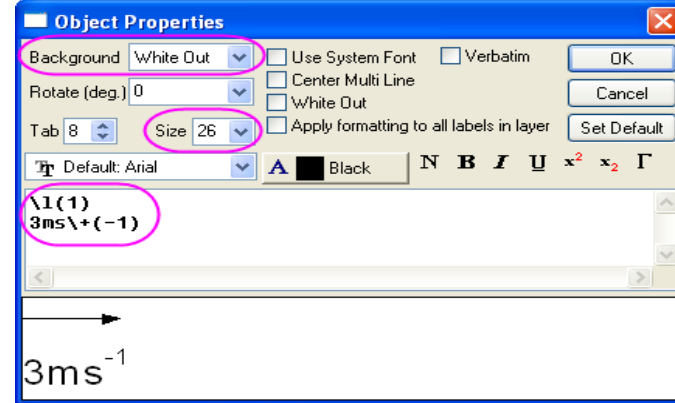 Object Properties
Background White Out
Use System Font
Verbatim
OK
Rotate (deg.) 0
Center Multi Line
White Out
Cancel
Tab 8
Size 26
Apply formatting to all labels in layer
Set Default
Default: Arial
A Black
N B I U x² x₂ Γ
\l(1)
3ms\+(-1)
3ms⁻¹